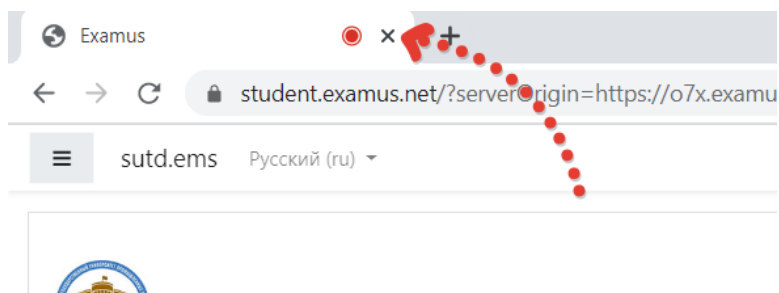 Examus
student.examus.net/?serverOrigin=https://o7x.examu
sutd.ems Русский (ru)